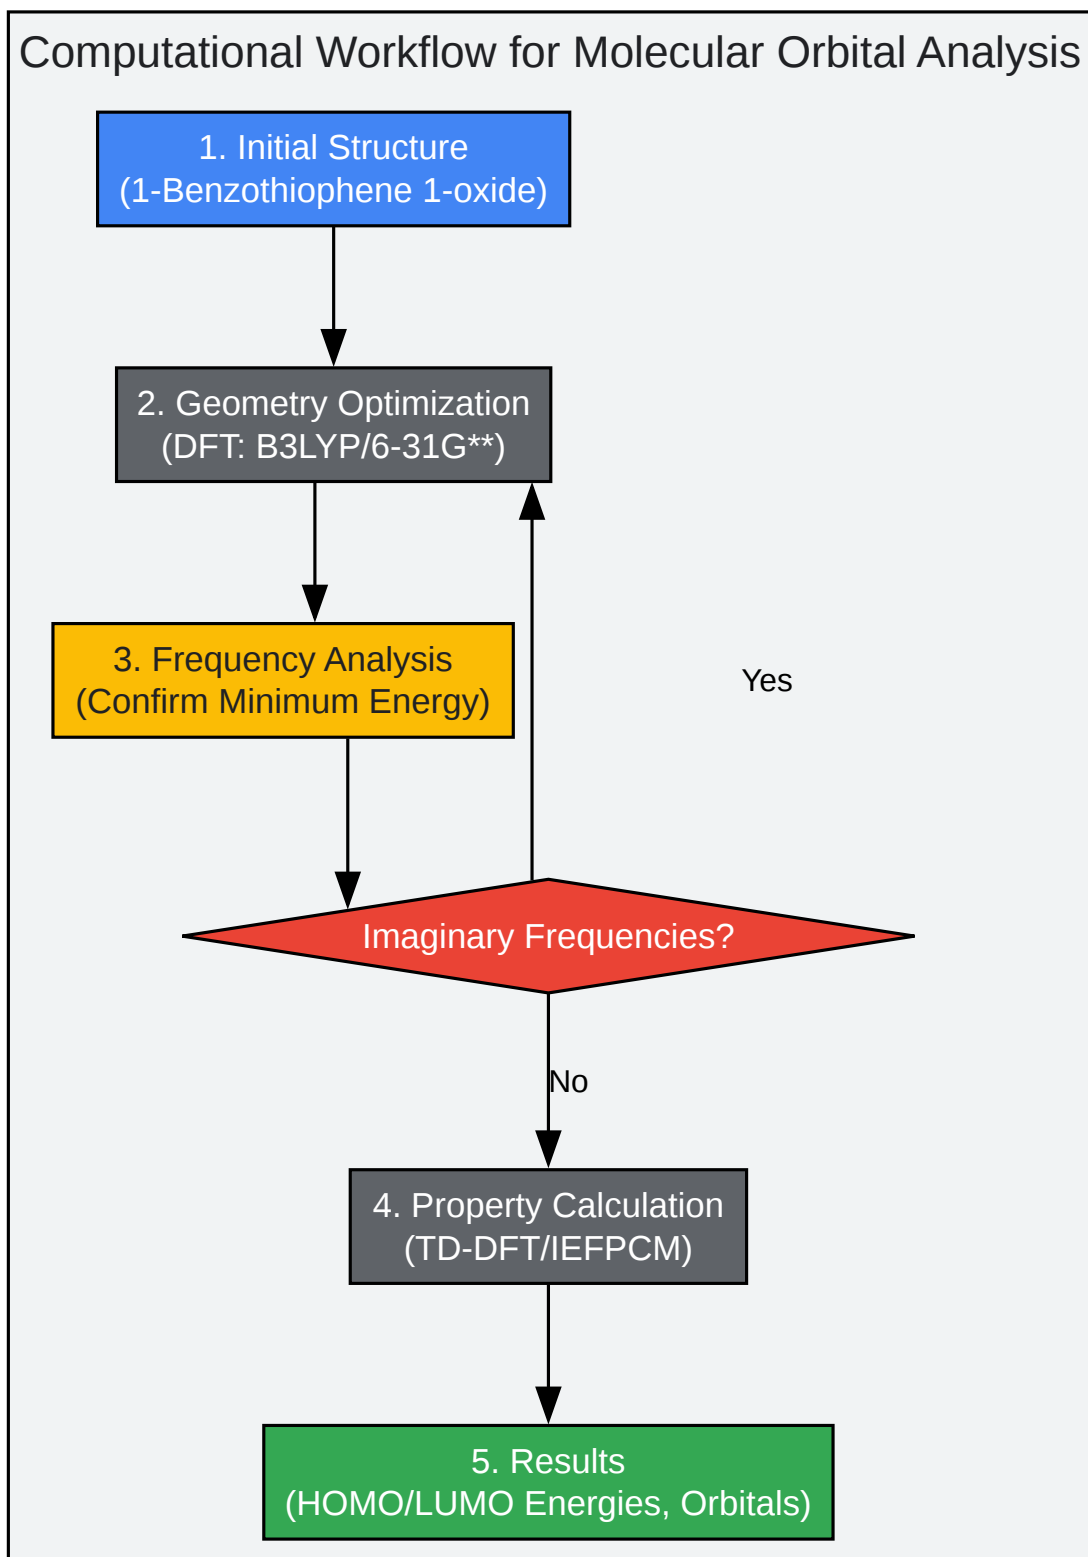 Computational Workflow for Molecular Orbital Analysis
1. Initial Structure
(1-Benzothiophene 1-oxide)
2. Geometry Optimization
(DFT: B3LYP/6-31G**)
3. Frequency Analysis
(Confirm Minimum Energy)
Yes
Imaginary Frequencies?
No
4. Property Calculation
(TD-DFT/IEFPCM)
5. Results
(HOMO/LUMO Energies, Orbitals)